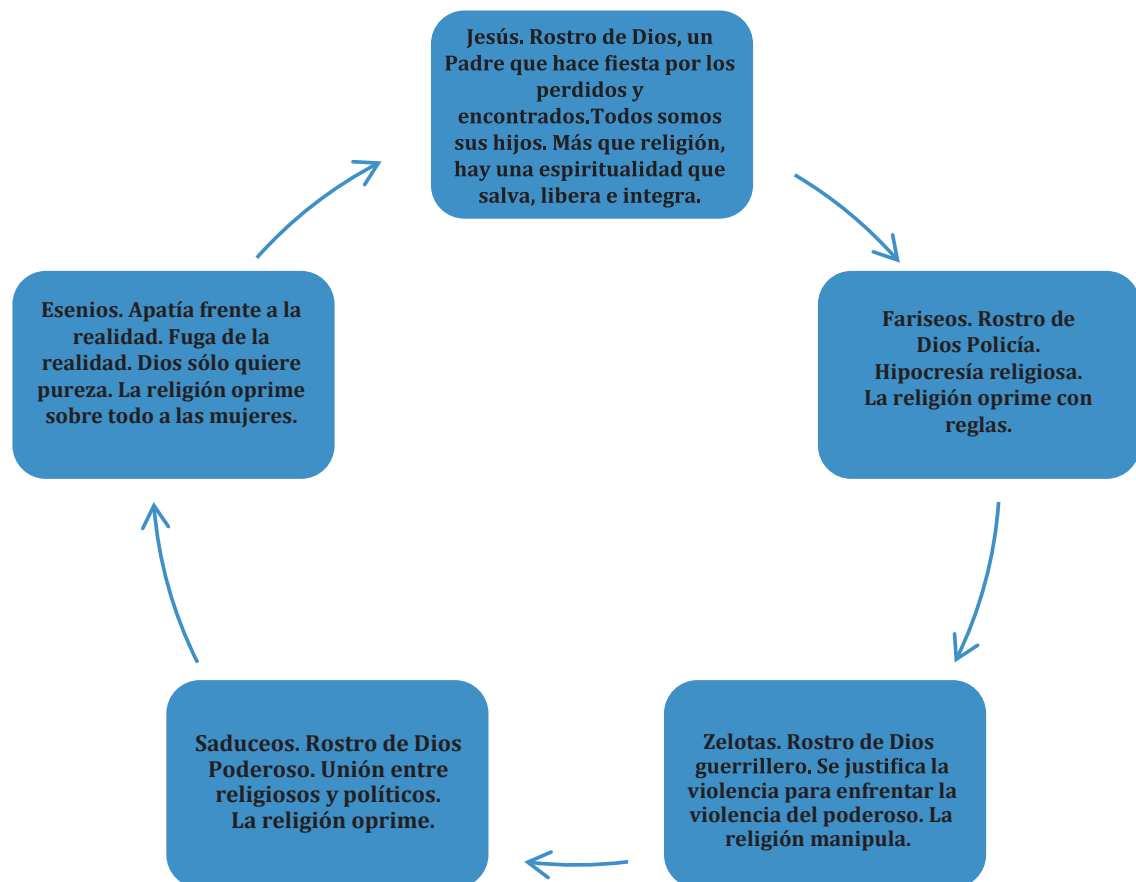 Jesús. Rostro de Dios, un
Padre que hace fiesta por los
perdidos y
encontrados.Todos somos
sus hijos. Más que religión,
hay una espiritualidad que
salva, libera e integra.
Fariseos. Rostro de
Dios Policía.
Hipocresía religiosa.
La religión oprime con
reglas.
Zelotas. Rostro de Dios
guerrillero. Se justifica la
violencia para enfrentar la
violencia del poderoso. La
religión manipula.
Saduceos. Rostro de Dios
Poderoso. Unión entre
religiosos y políticos.
La religión oprime.
Esenios. Apatía frente a la
realidad. Fuga de la
realidad. Dios sólo quiere
pureza. La religión oprime
sobre todo a las mujeres.